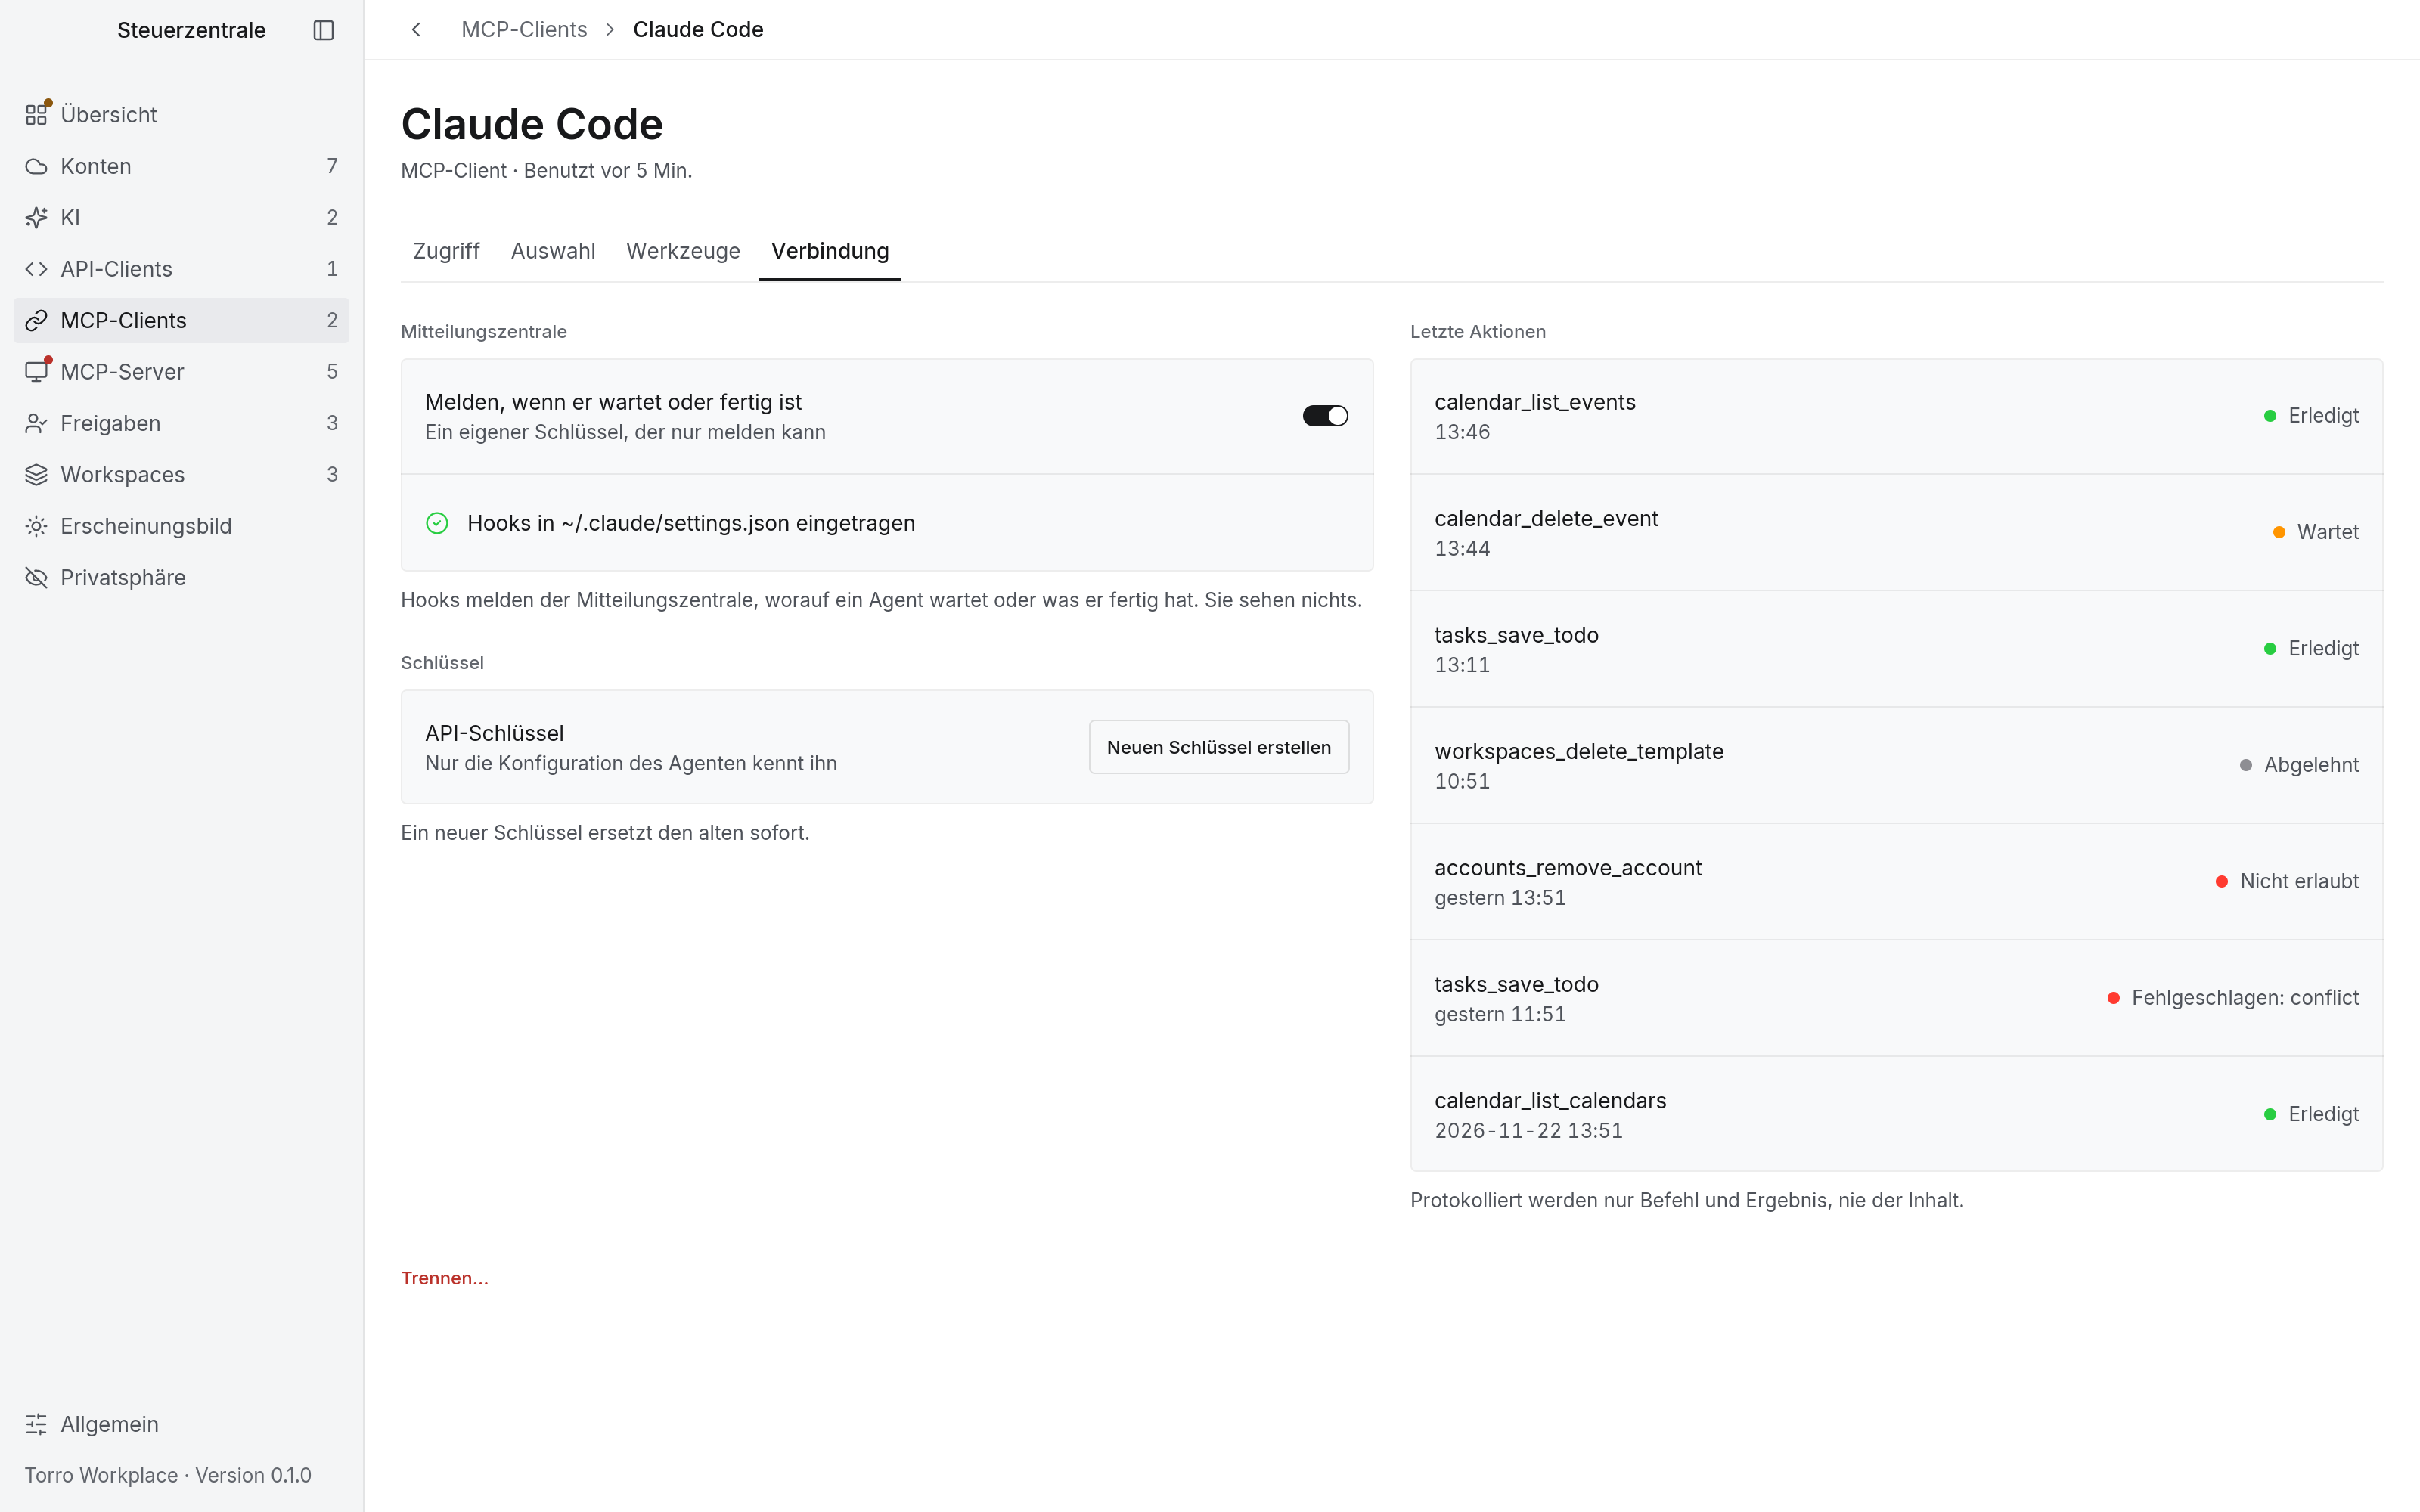 Steuerzentrale
Übersicht
Konten 7
KI 2
API-Clients 1
MCP-Clients 2
MCP-Server 5
Freigaben 3
Workspaces 3
Erscheinungsbild
Privatsphäre
Allgemein
Torro Workplace · Version 0.1.0
MCP-Clients > Claude Code
Claude Code
MCP-Client · Benutzt vor 5 Min.
Zugriff Auswahl Werkzeuge Verbindung
Mitteilungszentrale
Melden, wenn er wartet oder fertig ist
Ein eigener Schlüssel, der nur melden kann
Hooks in ~/.claude/settings.json eingetragen
Hooks melden der Mitteilungszentrale, worauf ein Agent wartet oder was er fertig hat. Sie sehen nichts.
Schlüssel
API-Schlüssel
Nur die Konfiguration des Agenten kennt ihn
Neuen Schlüssel erstellen
Ein neuer Schlüssel ersetzt den alten sofort.
Letzte Aktionen
calendar_list_events
13:46
Erledigt
calendar_delete_event
13:44
Wartet
tasks_save_todo
13:11
Erledigt
workspaces_delete_template
10:51
Abgelehnt
accounts_remove_account
gestern 13:51
Nicht erlaubt
tasks_save_todo
gestern 11:51
Fehlgeschlagen: conflict
calendar_list_calendars
2026-11-22 13:51
Erledigt
Protokolliert werden nur Befehl und Ergebnis, nie der Inhalt.
Trennen...